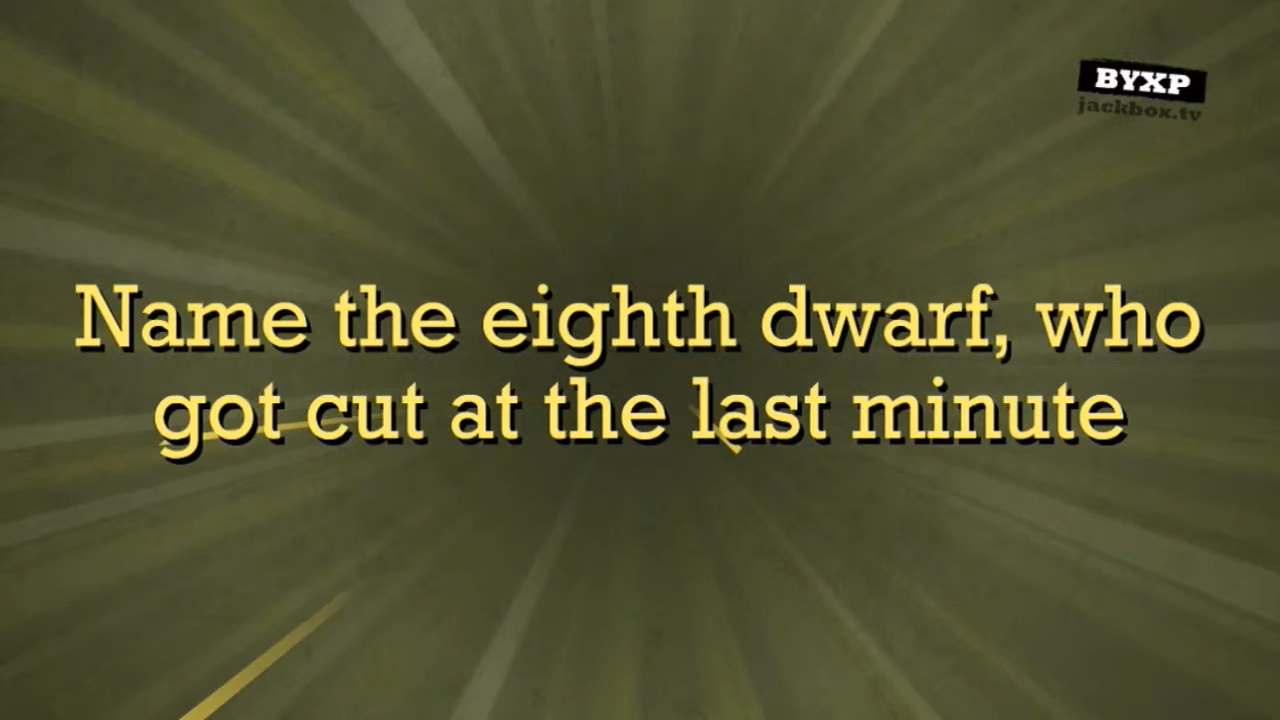 BYXP
jackbox.tv
Name the eighth dwarf, who
got cut at the last minute